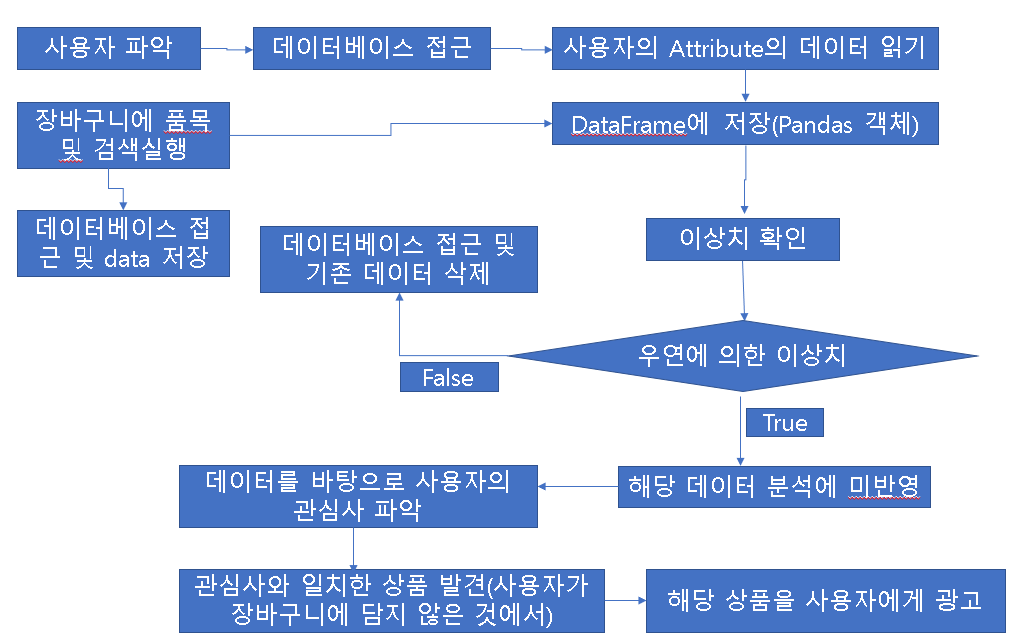 사용자 파악
데이터베이스 접근
사용자의 Attribute의 데이터 읽기
장바구니에 품목
및 검색실행
DataFrame에 저장(Pandas 객체)
데이터베이스 접
근 및 data 저장
데이터베이스 접근 및
기존 데이터 삭제
이상치 확인
우연에 의한 이상치
False
True
해당 데이터 분석에 미반영
데이터를 바탕으로 사용자의
관심사 파악
관심사와 일치한 상품 발견(사용자가
장바구니에 담지 않은 것에서)
해당 상품을 사용자에게 광고